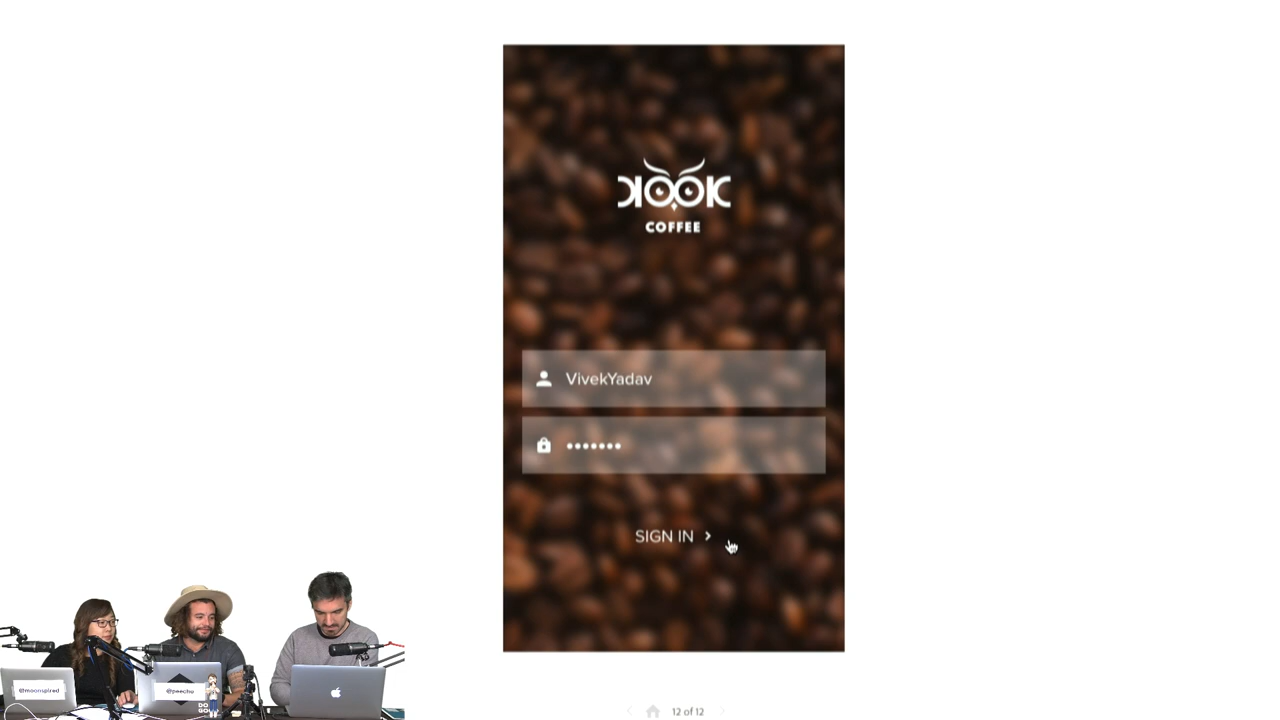 KOOK
COFFEE
VivekYadav
SIGN IN
@moonspired
@peechu
12 of 12